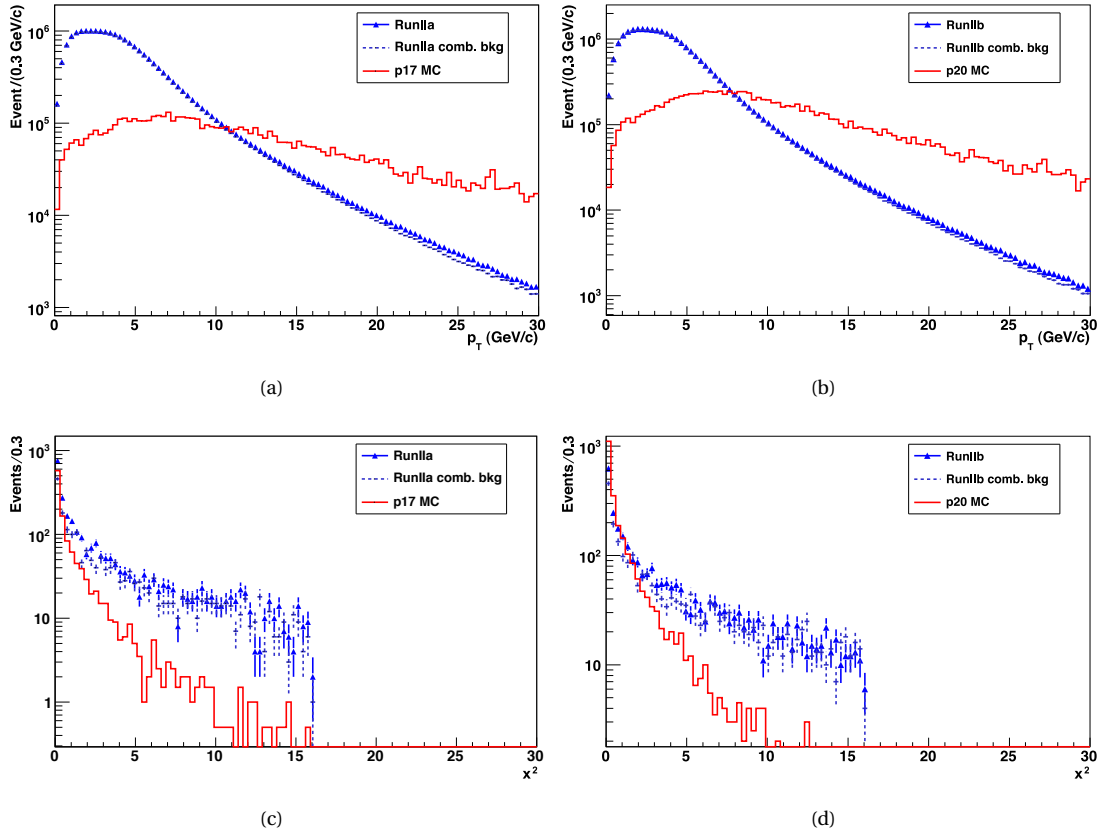 Event/(0.3 GeV/c)
10^6
10^5
10^4
10^3
RunIIa
RunIIa comb. bkg
p17 MC
0 5 10 15 20 25 30
p_T (GeV/c)
(a)
Event/(0.3 GeV/c)
10^6
10^5
10^4
10^3
RunIIb
RunIIb comb. bkg
p20 MC
0 5 10 15 20 25 30
p_T (GeV/c)
(b)
Events/0.3
10^3
10^2
10
1
RunIIa
RunIIa comb. bkg
p17 MC
0 5 10 15 20 25 30
x^2
(c)
Events/0.3
10^3
10^2
10
RunIIb
RunIIb comb. bkg
p20 MC
0 5 10 15 20 25 30
x^2
(d)